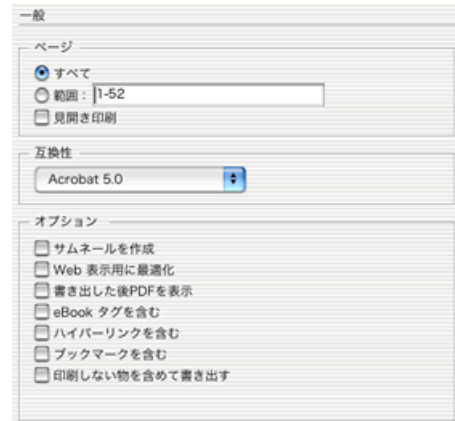 一般
ページ
すべて
範囲： 1-52
見開き印刷
互換性
Acrobat 5.0
オプション
サムネールを作成
Web 表示用に最適化
書き出した後PDFを表示
eBook タグを含む
ハイパーリンクを含む
ブックマークを含む
印刷しない物を含めて書き出す